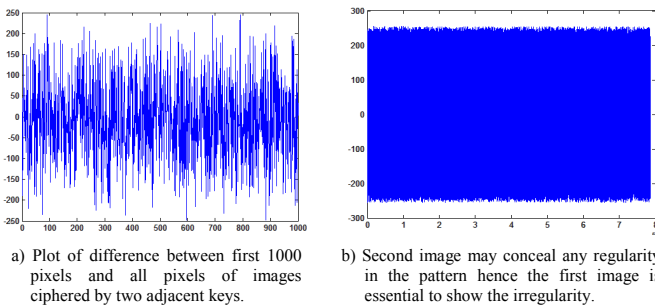 250
200
150
100
50
0
-50
-100
-150
-200
-250
0 100 200 300 400 500 600 700 800 900 1000
300
200
100
0
-100
-200
-300
0 1 2 3 4 5 6 7 8
a) Plot of difference between first 1000
pixels and all pixels of images
ciphered by two adjacent keys.
b) Second image may conceal any regularity
in the pattern hence the first image is
essential to show the irregularity.